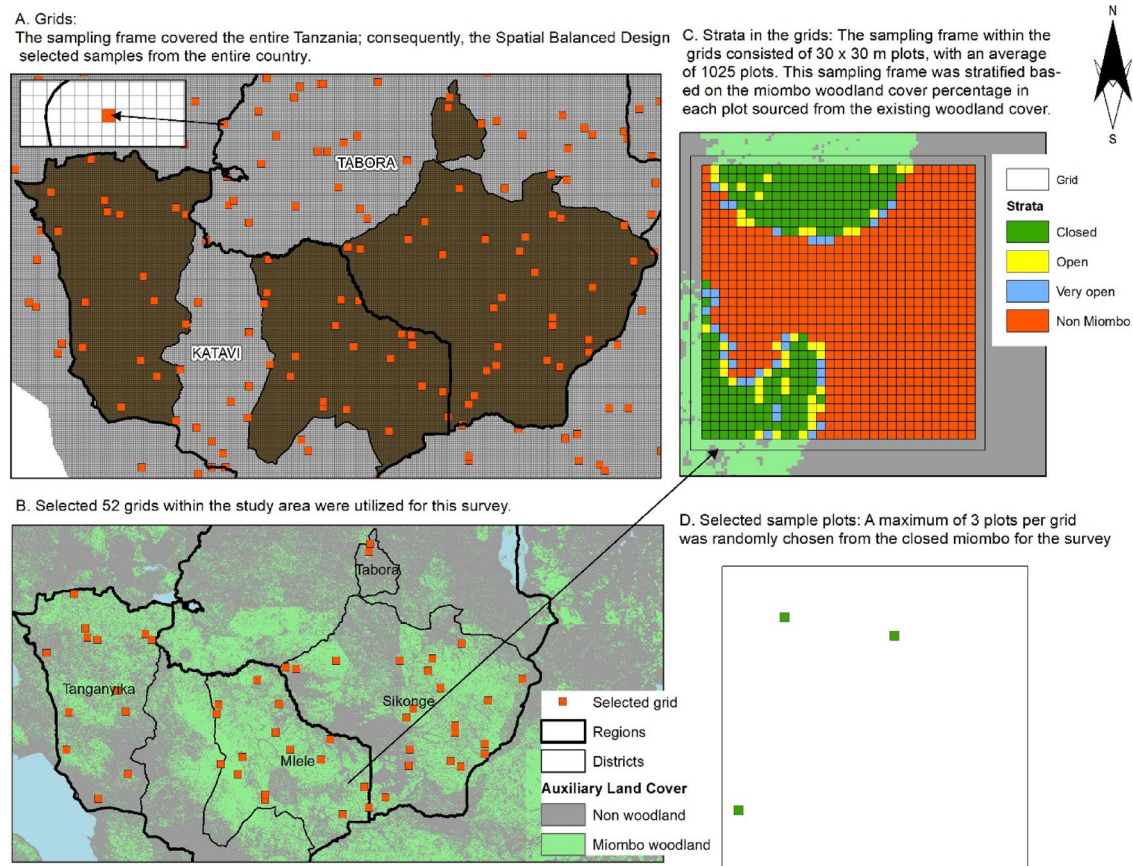 A. Grids:
The sampling frame covered the entire Tanzania; consequently, the Spatial Balanced Design
selected samples from the entire country.
TABORA
KATAVI
C. Strata in the grids: The sampling frame within the
grids consisted of 30 x 30 m plots, with an average
of 1025 plots. This sampling frame was stratified bas-
ed on the miombo woodland cover percentage in
each plot sourced from the existing woodland cover.
N
S
Grid
Strata
Closed
Open
Very open
Non Miombo
B. Selected 52 grids within the study area were utilized for this survey.
Tabora
Tanganyika
Sikonge
Mlele
Selected grid
Regions
Districts
Auxiliary Land Cover
Non woodland
Miombo woodland
D. Selected sample plots: A maximum of 3 plots per grid
was randomly chosen from the closed miombo for the survey